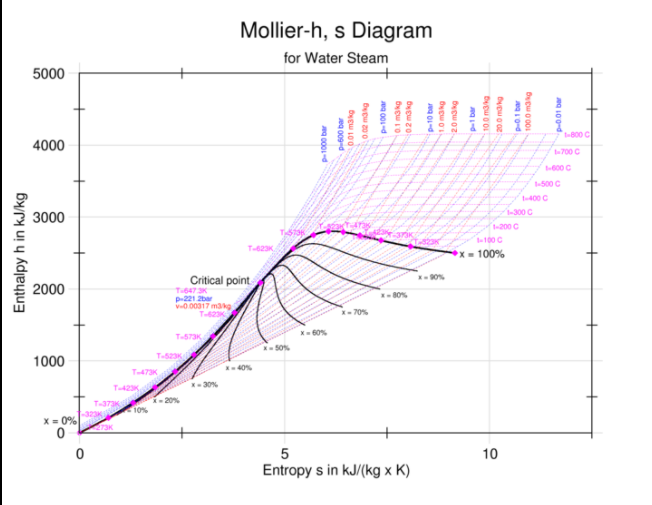 Mollier-h, s Diagram
for Water Steam
5000
4000
3000
2000
1000
0
Enthalpy h in kJ/kg
0
5
10
Entropy s in kJ/(kg x K)
p=1000 bar
p=600 bar
0.01 m3/kg
0.02 m3/kg
p=100 bar
0.1 m3/kg
0.2 m3/kg
p=10 bar
1.0 m3/kg
2.0 m3/kg
p=1 bar
10.0 m3/kg
20.0 m3/kg
p=0.1 bar
100.0 m3/kg
p=0.01 bar
t=800 C
t=700 C
t=600 C
t=500 C
t=400 C
t=300 C
t=200 C
t=100 C
x = 100%
x = 90%
x = 80%
x = 70%
x = 60%
x = 50%
x = 40%
x = 30%
x = 20%
x = 10%
x = 0%
T=573K
T=473K
T=423K
T=373K
T=323K
T=623K
Critical point
T=647.3K
p=221.2bar
v=0.00317 m3/kg
T=623K
T=573K
T=523K
T=473K
T=423K
T=373K
T=323K
T=273K